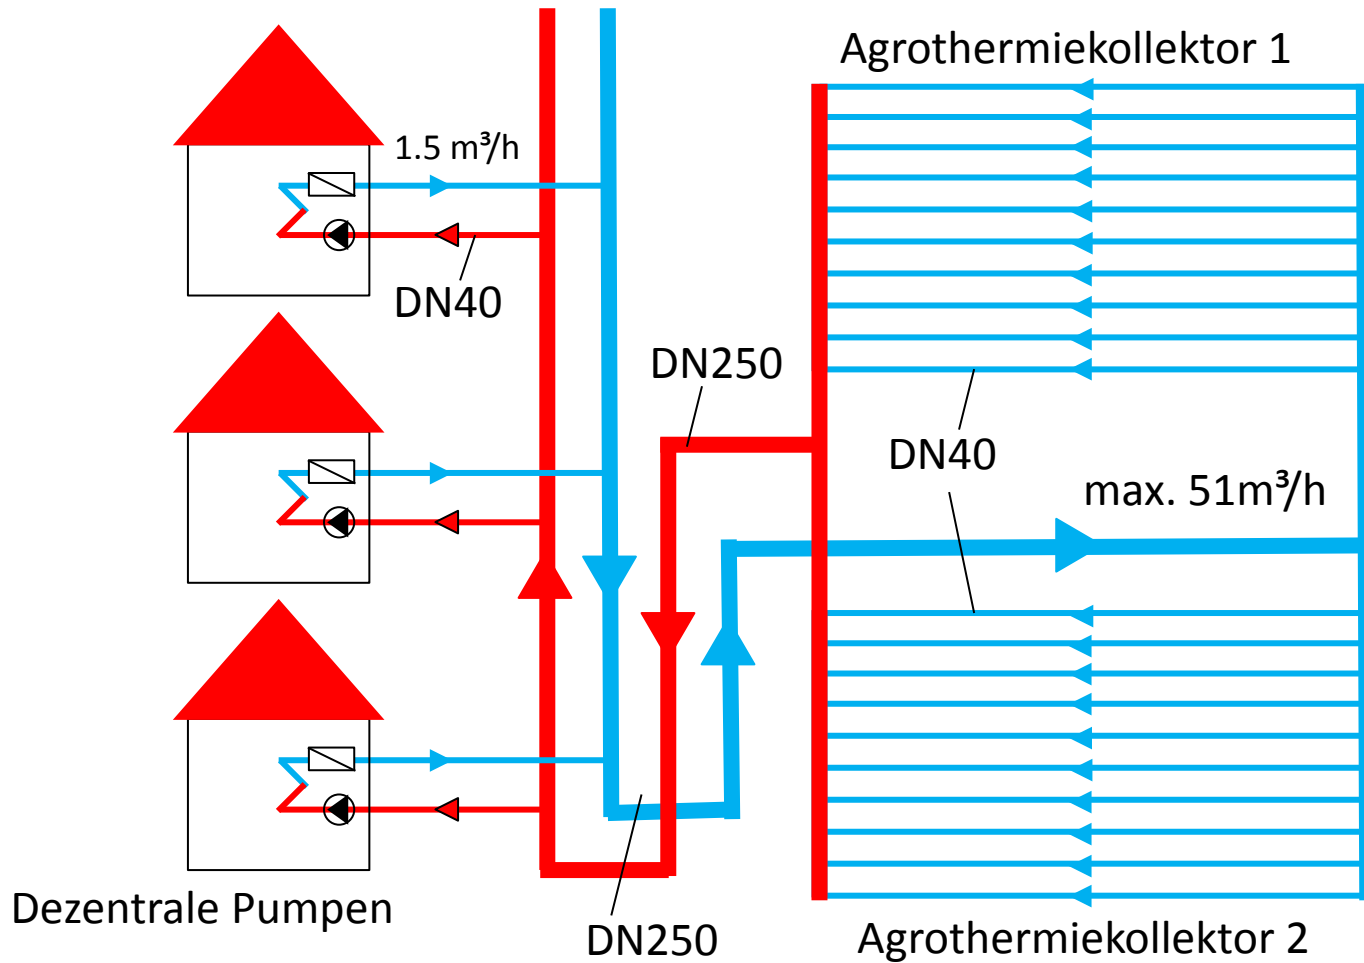 Agrothermiekollektor 1
1.5 m³/h
DN40
DN250
DN40
max. 51m³/h
Dezentrale Pumpen
DN250
Agrothermiekollektor 2